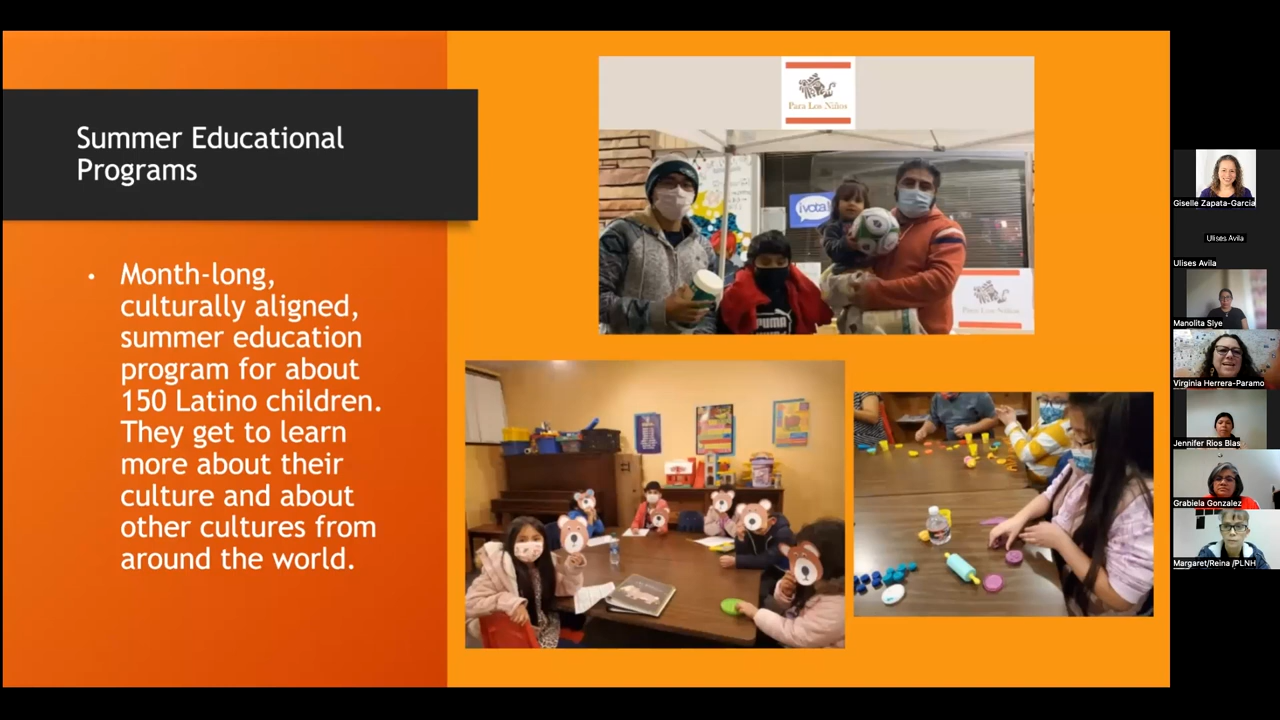 Summer Educational
Programs
• Month-long,
culturally aligned,
summer education
program for about
150 Latino children.
They get to learn
more about their
culture and about
other cultures from
around the world.
Para Los Niños
¡vota!
PUMA
Para Los Niños
Giselle Zapata-Garcia
Ulises Avila
Ulises Avila
Manolita Slye
Virginia Herrera-Paramo
Jennifer Rios Blas
Grabiela Gonzalez
Margaret/Reina /PLNH